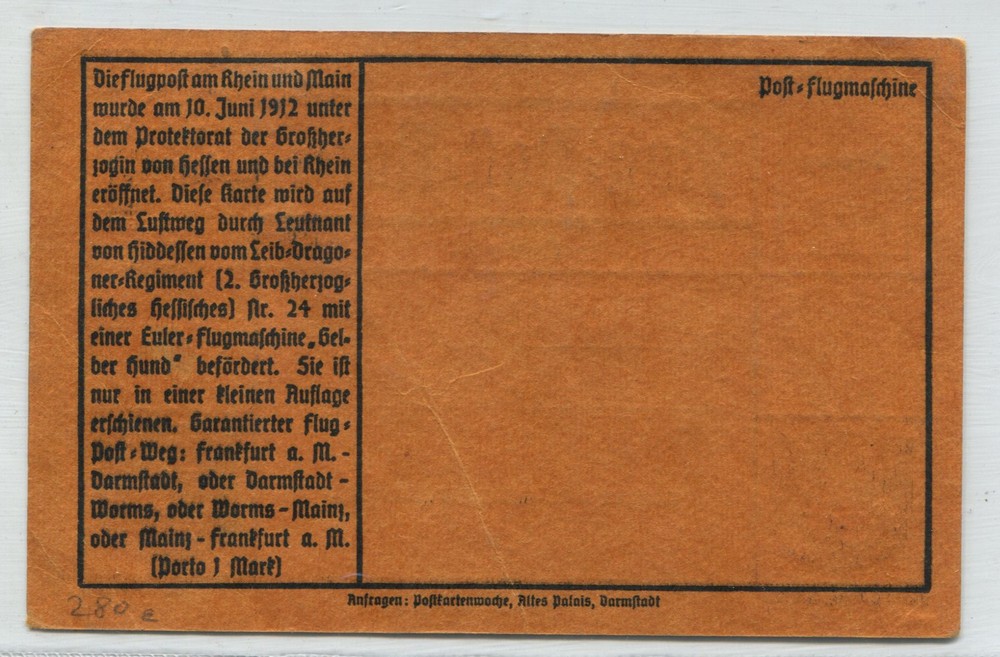 Die Flugpost am Rhein und Main
wurde am 10. Juni 1912 unter
dem Protektorat der Großher-
zogin von Hessen und bei Rhein
eröffnet. Diese Karte wird auf
dem Luftweg durch Leutnant
von Hiddessen vom Leib-Drago-
ner-Regiment (2. Großherzog-
liches Hessisches) Nr. 24 mit
einer Euler-Flugmaschine „Gel-
ber Hund“ befördert. Sie ist
nur in einer kleinen Auflage
erschienen. Garantierter Flug-
Post-Weg: Frankfurt a. M. -
Darmstadt, oder Darmstadt -
Worms, oder Worms - Mainz,
oder Mainz - Frankfurt a. M.
(Porto 1 Mark)
Post-Flugmaschine
Anfragen: Postkartenwoche, Altes Palais, Darmstadt
280 e